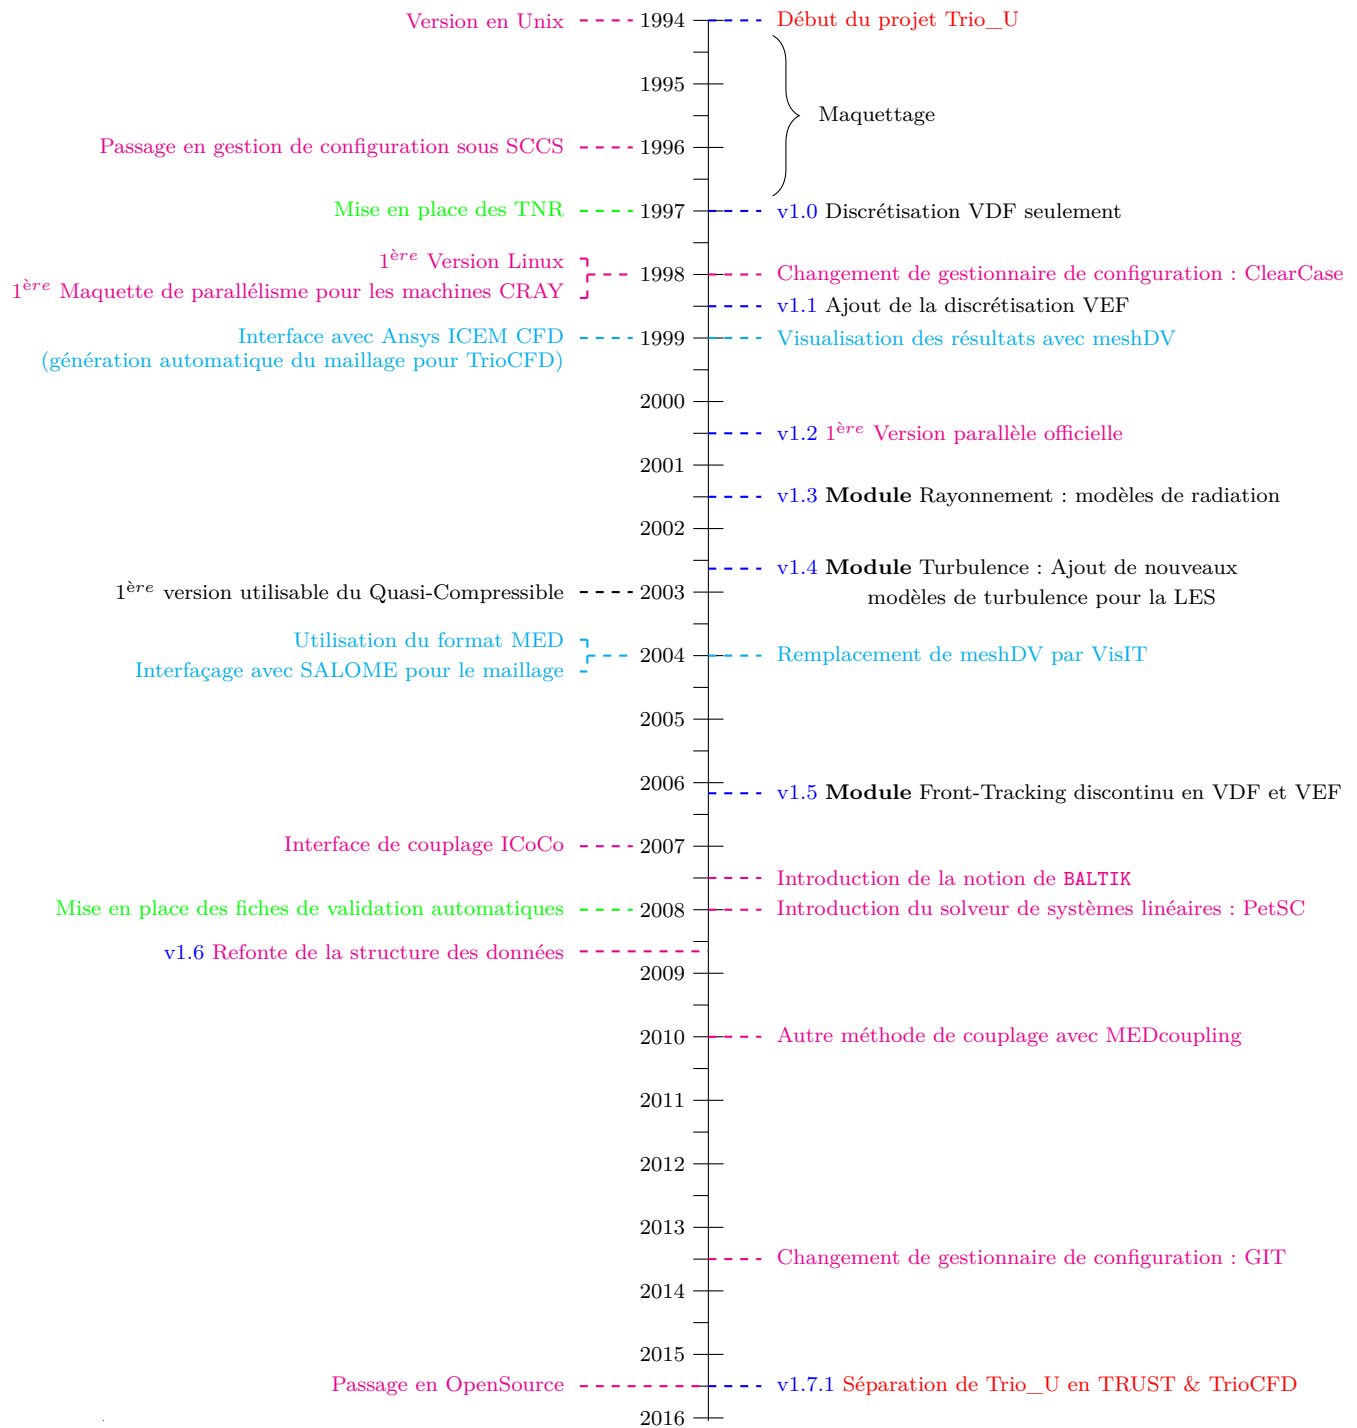 Version en Unix 1994 Début du projet Trio_U
1995
Maquettage
Passage en gestion de configuration sous SCCS 1996
Mise en place des TNR 1997 v1.0 Discrétisation VDF seulement
1ère Version Linux
1998 Changement de gestionnaire de configuration : ClearCase
1ère Maquette de parallélisme pour les machines CRAY
v1.1 Ajout de la discrétisation VEF
Interface avec Ansys ICEM CFD 1999 Visualisation des résultats avec meshDV
(génération automatique du maillage pour TrioCFD)
2000
v1.2 1ère Version parallèle officielle
2001
v1.3 Module Rayonnement : modèles de radiation
2002
v1.4 Module Turbulence : Ajout de nouveaux
1ère version utilisable du Quasi-Compressible 2003
modèles de turbulence pour la LES
Utilisation du format MED
2004 Remplacement de meshDV par VisIT
Interfaçage avec SALOME pour le maillage
2005
2006
v1.5 Module Front-Tracking discontinu en VDF et VEF
Interface de couplage ICoCo 2007
Introduction de la notion de BALTIK
Mise en place des fiches de validation automatiques 2008 Introduction du solveur de systèmes linéaires : PetSC
v1.6 Refonte de la structure des données
2009
2010 Autre méthode de couplage avec MEDcoupling
2011
2012
2013
Changement de gestionnaire de configuration : GIT
2014
2015
Passage en OpenSource v1.7.1 Séparation de Trio_U en TRUST & TrioCFD
2016